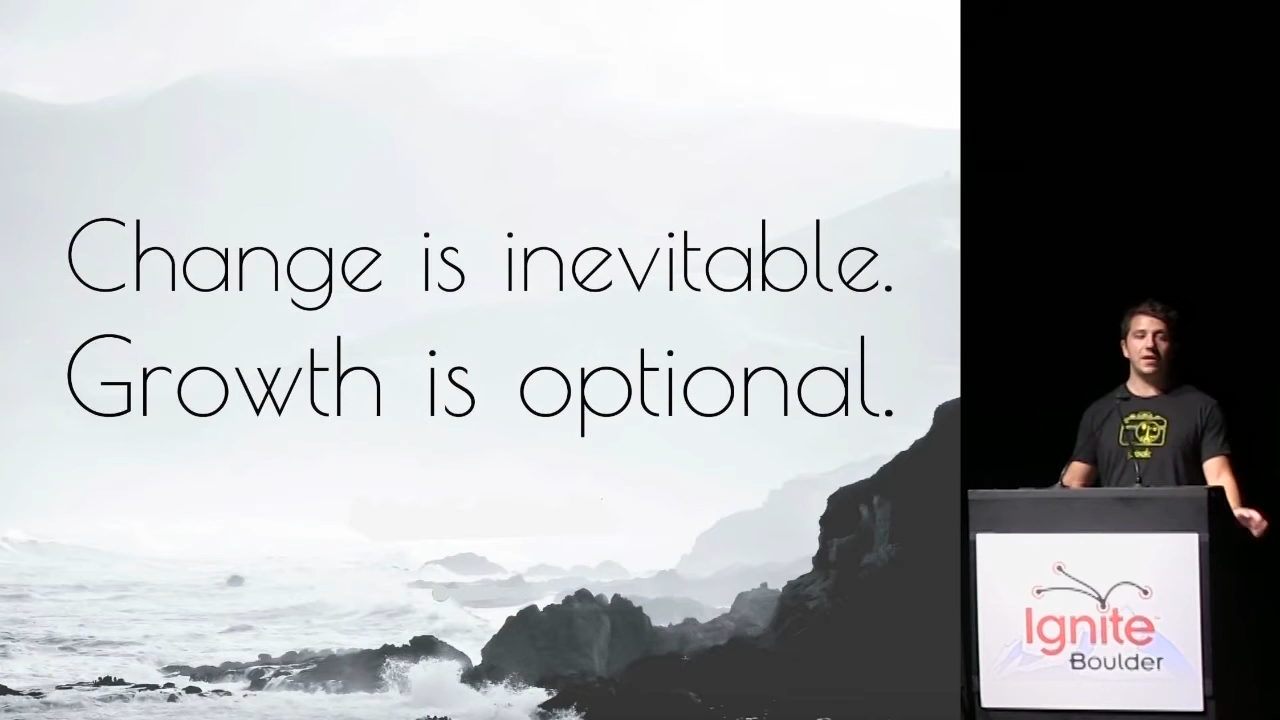 Change is inevitable.
Growth is optional.
Ignite
Boulder